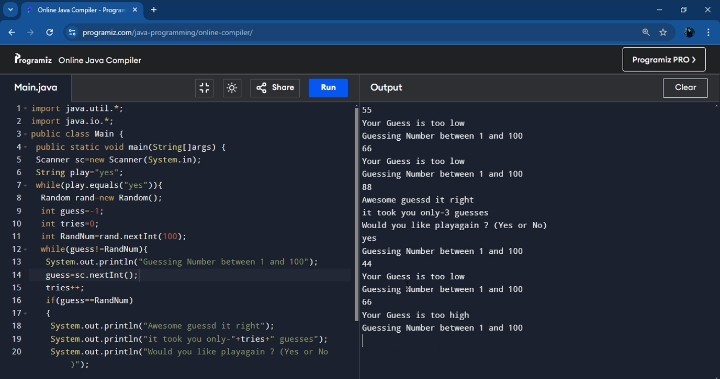 Online Java Compiler - Program
programiz.com/java-programming/online-compiler/
Programiz Online Java Compiler
Programiz PRO >
Main.java
Share
Run
Output
Clear
1 import java.util.*;
2 import java.io.*;
3 public class Main {
4 public static void main(String[]args) {
5 Scanner sc=new Scanner(System.in);
6 String play="yes";
7 while(play.equals("yes")){
8 Random rand=new Random();
9 int guess=-1;
10 int tries=0;
11 int RandNum=rand.nextInt(100);
12 while(guess!=RandNum){
13 System.out.println("Guessing Number between 1 and 100");
14 guess=sc.nextInt();
15 tries++;
16 if(guess==RandNum)
17 {
18 System.out.println("Awesome guessd it right");
19 System.out.println("it took you only-"+tries+" guesses");
20 System.out.println("Would you like playagain ? (Yes or No
)");
55
Your Guess is too low
Guessing Number between 1 and 100
66
Your Guess is too low
Guessing Number between 1 and 100
88
Awesome guessd it right
it took you only-3 guesses
Would you like playagain ? (Yes or No)
yes
Guessing Number between 1 and 100
44
Your Guess is too low
Guessing Number between 1 and 100
66
Your Guess is too high
Guessing Number between 1 and 100